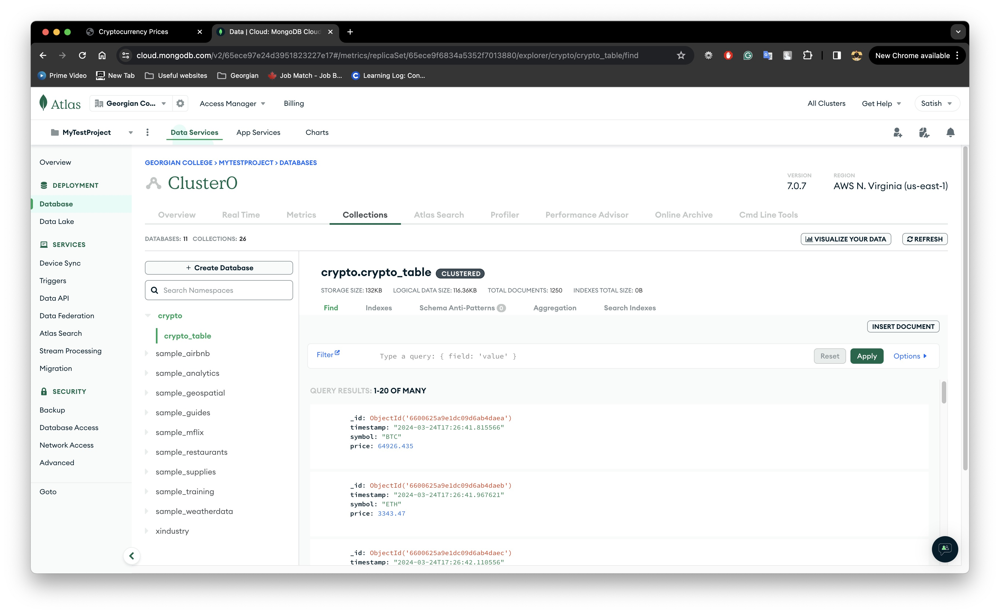 Cryptocurrency Prices
Data | Cloud: MongoDB Cloud
cloud.mongodb.com/v2/65ece97e24d3951823227e17#/metrics/replicaSet/65ece9f6834a5352f7013880/explorer/crypto/crypto_table/find
New Chrome available
Prime Video New Tab Useful websites Georgian Job Match - Job B... Learning Log: Con...
Atlas Georgian Co... Access Manager Billing All Clusters Get Help Satish
MyTestProject Data Services App Services Charts
Overview
DEPLOYMENT
Database
Data Lake
SERVICES
Device Sync
Triggers
Data API
Data Federation
Atlas Search
Stream Processing
Migration
SECURITY
Backup
Database Access
Network Access
Advanced
Goto
GEORGIAN COLLEGE > MYTESTPROJECT > DATABASES
Cluster0
VERSION
7.0.7
REGION
AWS N. Virginia (us-east-1)
Overview Real Time Metrics Collections Atlas Search Profiler Performance Advisor Online Archive Cmd Line Tools
DATABASES: 11 COLLECTIONS: 26
VISUALIZE YOUR DATA REFRESH
+ Create Database
Search Namespaces
crypto
crypto_table
sample_airbnb
sample_analytics
sample_geospatial
sample_guides
sample_mflix
sample_restaurants
sample_supplies
sample_training
sample_weatherdata
xindustry
crypto.crypto_table CLUSTERED
STORAGE SIZE: 132KB LOGICAL DATA SIZE: 116.36KB TOTAL DOCUMENTS: 1250 INDEXES TOTAL SIZE: 0B
Find Indexes Schema Anti-Patterns 0 Aggregation Search Indexes
INSERT DOCUMENT
Filter Type a query: { field: 'value' } Reset Apply Options
QUERY RESULTS: 1-20 OF MANY
_id: ObjectId('6600625a9e1dc09d6ab4daea')
timestamp: "2024-03-24T17:26:41.815566"
symbol: "BTC"
price: 64926.435
_id: ObjectId('6600625a9e1dc09d6ab4daeb')
timestamp: "2024-03-24T17:26:41.967621"
symbol: "ETH"
price: 3343.47
_id: ObjectId('6600625a9e1dc09d6ab4daec')
timestamp: "2024-03-24T17:26:42.110556"